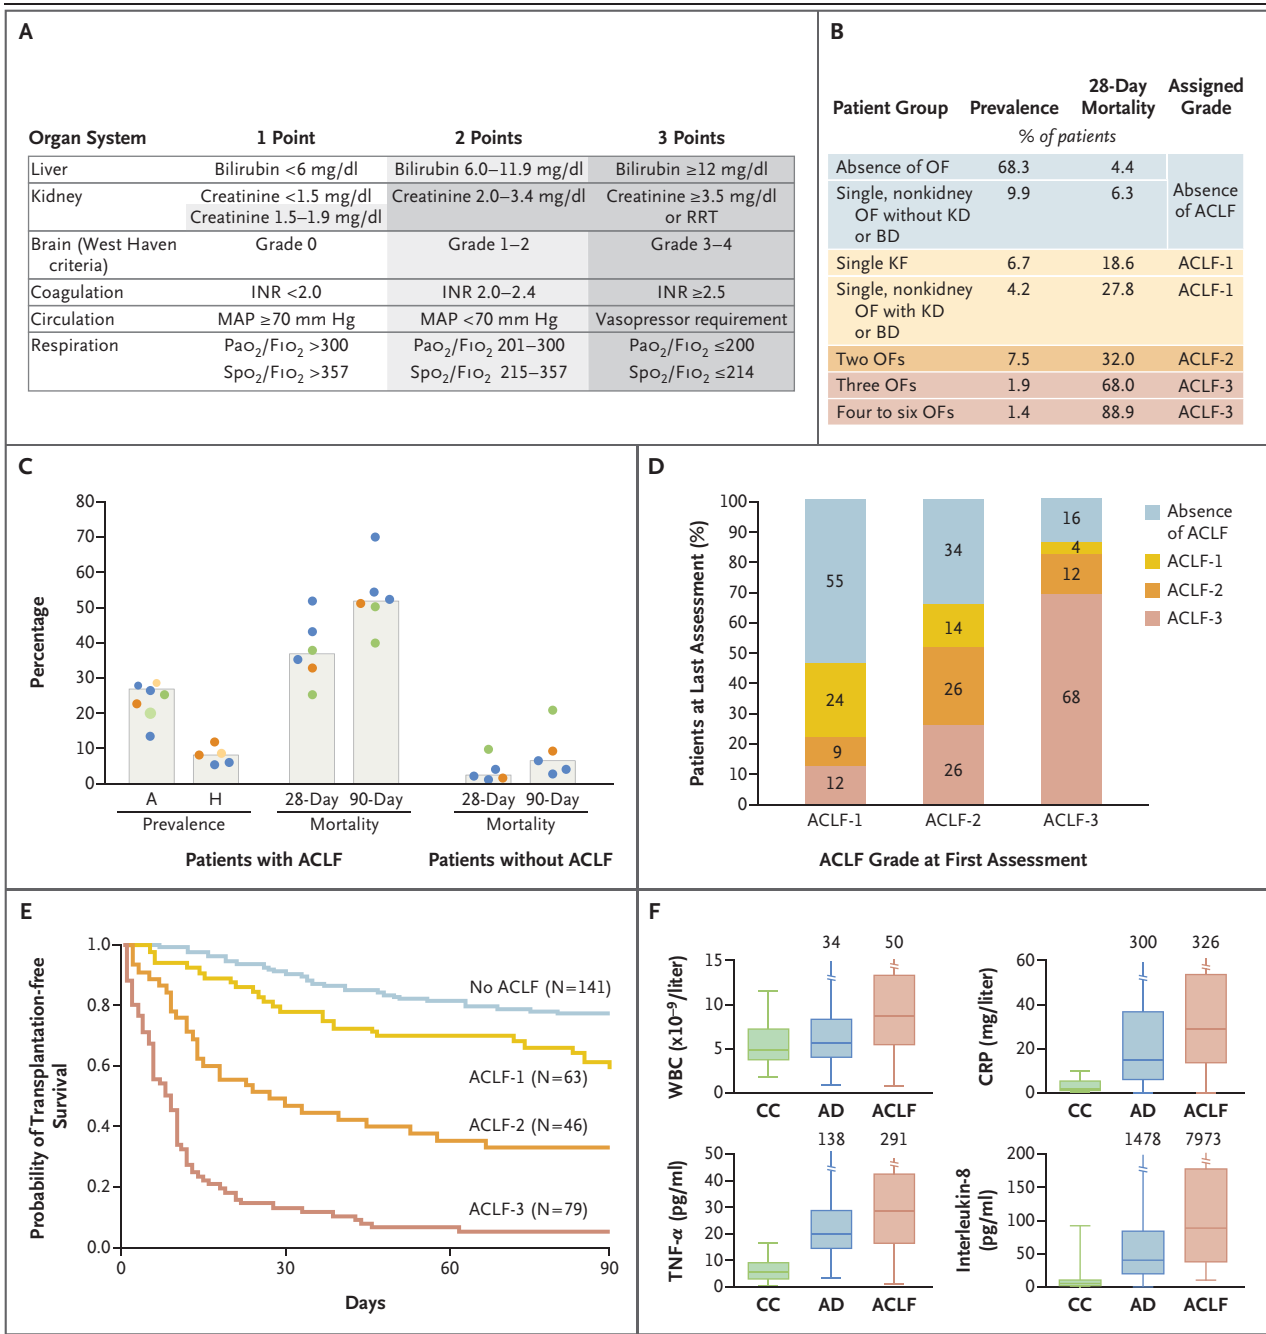 A
Organ System 1 Point 2 Points 3 Points
Liver Bilirubin <6 mg/dl Bilirubin 6.0–11.9 mg/dl Bilirubin ≥12 mg/dl
Kidney Creatinine <1.5 mg/dl Creatinine 2.0–3.4 mg/dl Creatinine ≥3.5 mg/dl
Creatinine 1.5–1.9 mg/dl or RRT
Brain (West Haven Grade 0 Grade 1–2 Grade 3–4
criteria)
Coagulation INR <2.0 INR 2.0–2.4 INR ≥2.5
Circulation MAP ≥70 mm Hg MAP <70 mm Hg Vasopressor requirement
Respiration Pao2/Fio2 >300 Pao2/Fio2 201–300 Pao2/Fio2 ≤200
Spo2/Fio2 >357 Spo2/Fio2 215–357 Spo2/Fio2 ≤214
B
28-Day Assigned
Patient Group Prevalence Mortality Grade
% of patients
Absence of OF 68.3 4.4
Single, nonkidney 9.9 6.3 Absence
OF without KD of ACLF
or BD
Single KF 6.7 18.6 ACLF-1
Single, nonkidney 4.2 27.8 ACLF-1
OF with KD
or BD
Two OFs 7.5 32.0 ACLF-2
Three OFs 1.9 68.0 ACLF-3
Four to six OFs 1.4 88.9 ACLF-3
C
Percentage
80
70
60
50
40
30
20
10
0
A H 28-Day 90-Day 28-Day 90-Day
Prevalence Mortality Mortality
Patients with ACLF Patients without ACLF
D
Patients at Last Assessment (%)
100
90
80
70
60
50
40
30
20
10
0
55
24
9
12
34
14
26
26
16
4
12
68
Absence
of ACLF
ACLF-1
ACLF-2
ACLF-3
ACLF-1 ACLF-2 ACLF-3
ACLF Grade at First Assessment
E
Probability of Transplantation-free
Survival
1.0
0.8
0.6
0.4
0.2
0.0
No ACLF (N=141)
ACLF-1 (N=63)
ACLF-2 (N=46)
ACLF-3 (N=79)
0 30 60 90
Days
F
WBC (x10−9/liter)
34 50
15
10
5
0
CC AD ACLF
CRP (mg/liter)
300 326
60
40
20
0
CC AD ACLF
TNF-α (pg/ml)
138 291
50
40
30
20
10
0
CC AD ACLF
Interleukin-8
(pg/ml)
1478 7973
200
150
100
50
0
CC AD ACLF